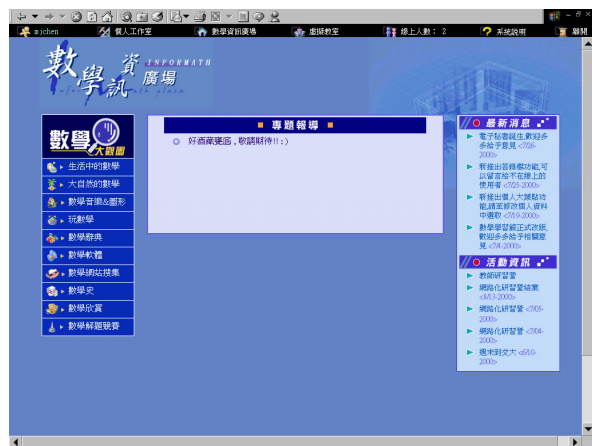 mjchen
個人工作室
數學資訊廣場
虛擬教室
線上人數： 2
系統說明
離開
數學資訊廣場
INFORMATH
數學大觀園
生活中的數學
大自然的數學
數學音樂&圖形
玩數學
數學辭典
數學軟體
數學網站搜集
數學史
數學欣賞
數學解題競賽
專題報導
好酒藏甕底，敬請期待!!:)
最新消息
電子秘書誕生,歡迎多
多給予意見 <7/26-
2000>
新推出答錄機功能,可
以留言給不在線上的
使用者 <7/25-2000>
新推出個人大頭貼功
能,請至修改個人資料
中選取 <7/19-2000>
數學學習網正式改版,
歡迎多多給予相關意
見 <7/4-2000>
活動資訊
教師研習營
網路化研習營結業
<8/13-2000>
網路化研習營 <7/05-
2000>
網路化研習營 <7/04-
2000>
週末到交大 <6/10-
2000>